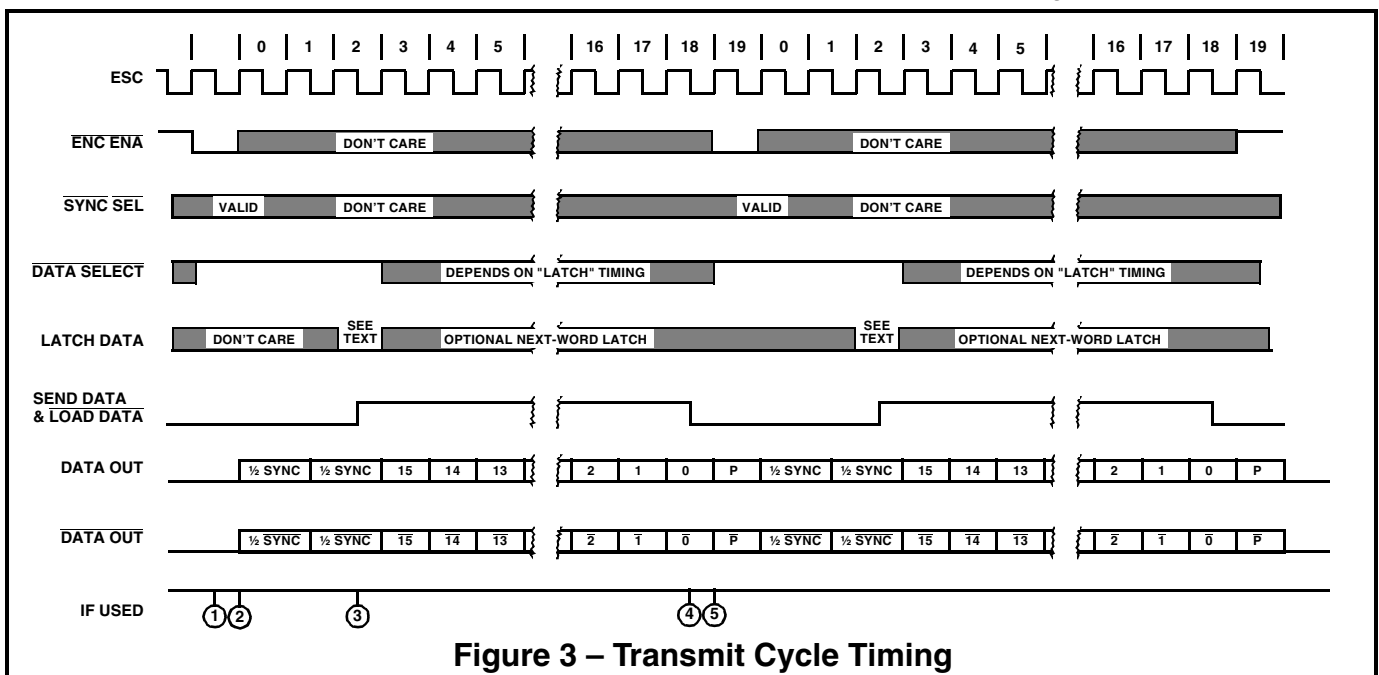 0 1 2 3 4 5 16 17 18 19 0 1 2 3 4 5 16 17 18 19
ESC
ENC ENA DON'T CARE DON'T CARE
SYNC SEL VALID DON'T CARE VALID DON'T CARE
DATA SELECT DEPENDS ON "LATCH" TIMING DEPENDS ON "LATCH" TIMING
LATCH DATA DON'T CARE SEE TEXT OPTIONAL NEXT-WORD LATCH SEE TEXT OPTIONAL NEXT-WORD LATCH
SEND DATA
& LOAD DATA
DATA OUT ½ SYNC ½ SYNC 15 14 13 2 1 0 P ½ SYNC ½ SYNC 15 14 13 2 1 0 P
DATA OUT ½ SYNC ½ SYNC 15 14 13 2 1 0 P ½ SYNC ½ SYNC 15 14 13 2 1 0 P
IF USED 1 2 3 4 5
Figure 3 – Transmit Cycle Timing